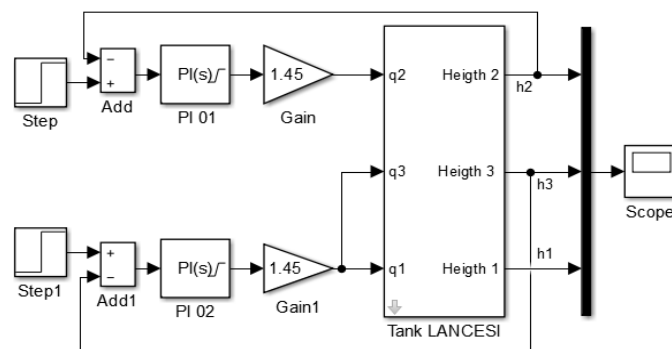 −
+
PI(s)
1.45
q2
Heigth 2
h2
Step
Add
PI 01
Gain
q3
Heigth 3
h3
Scope
+
−
PI(s)
1.45
q1
Heigth 1
h1
Step1
Add1
PI 02
Gain1
Tank LANCESI